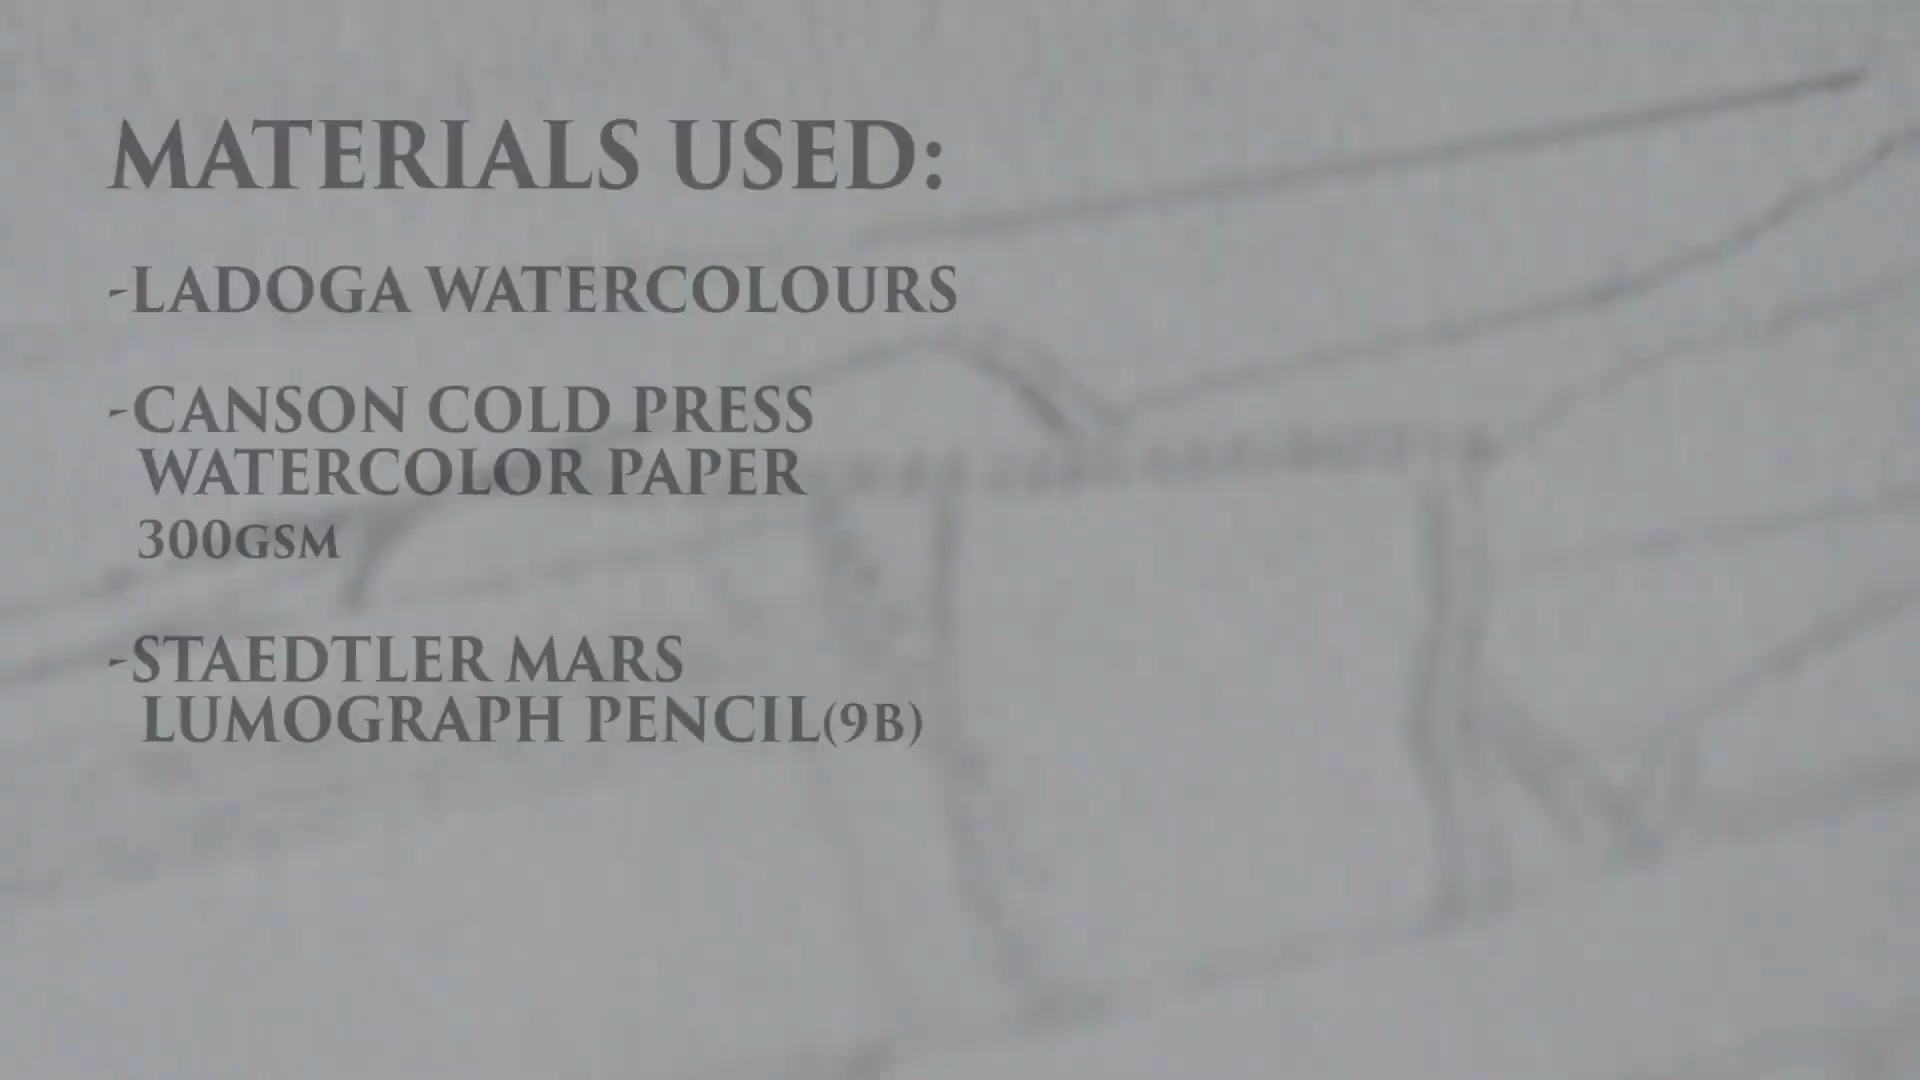 MATERIALS USED:
-LADOGA WATERCOLOURS
-CANSON COLD PRESS
WATERCOLOR PAPER
300GSM
-STAEDTLER MARS
LUMOGRAPH PENCIL(9B)